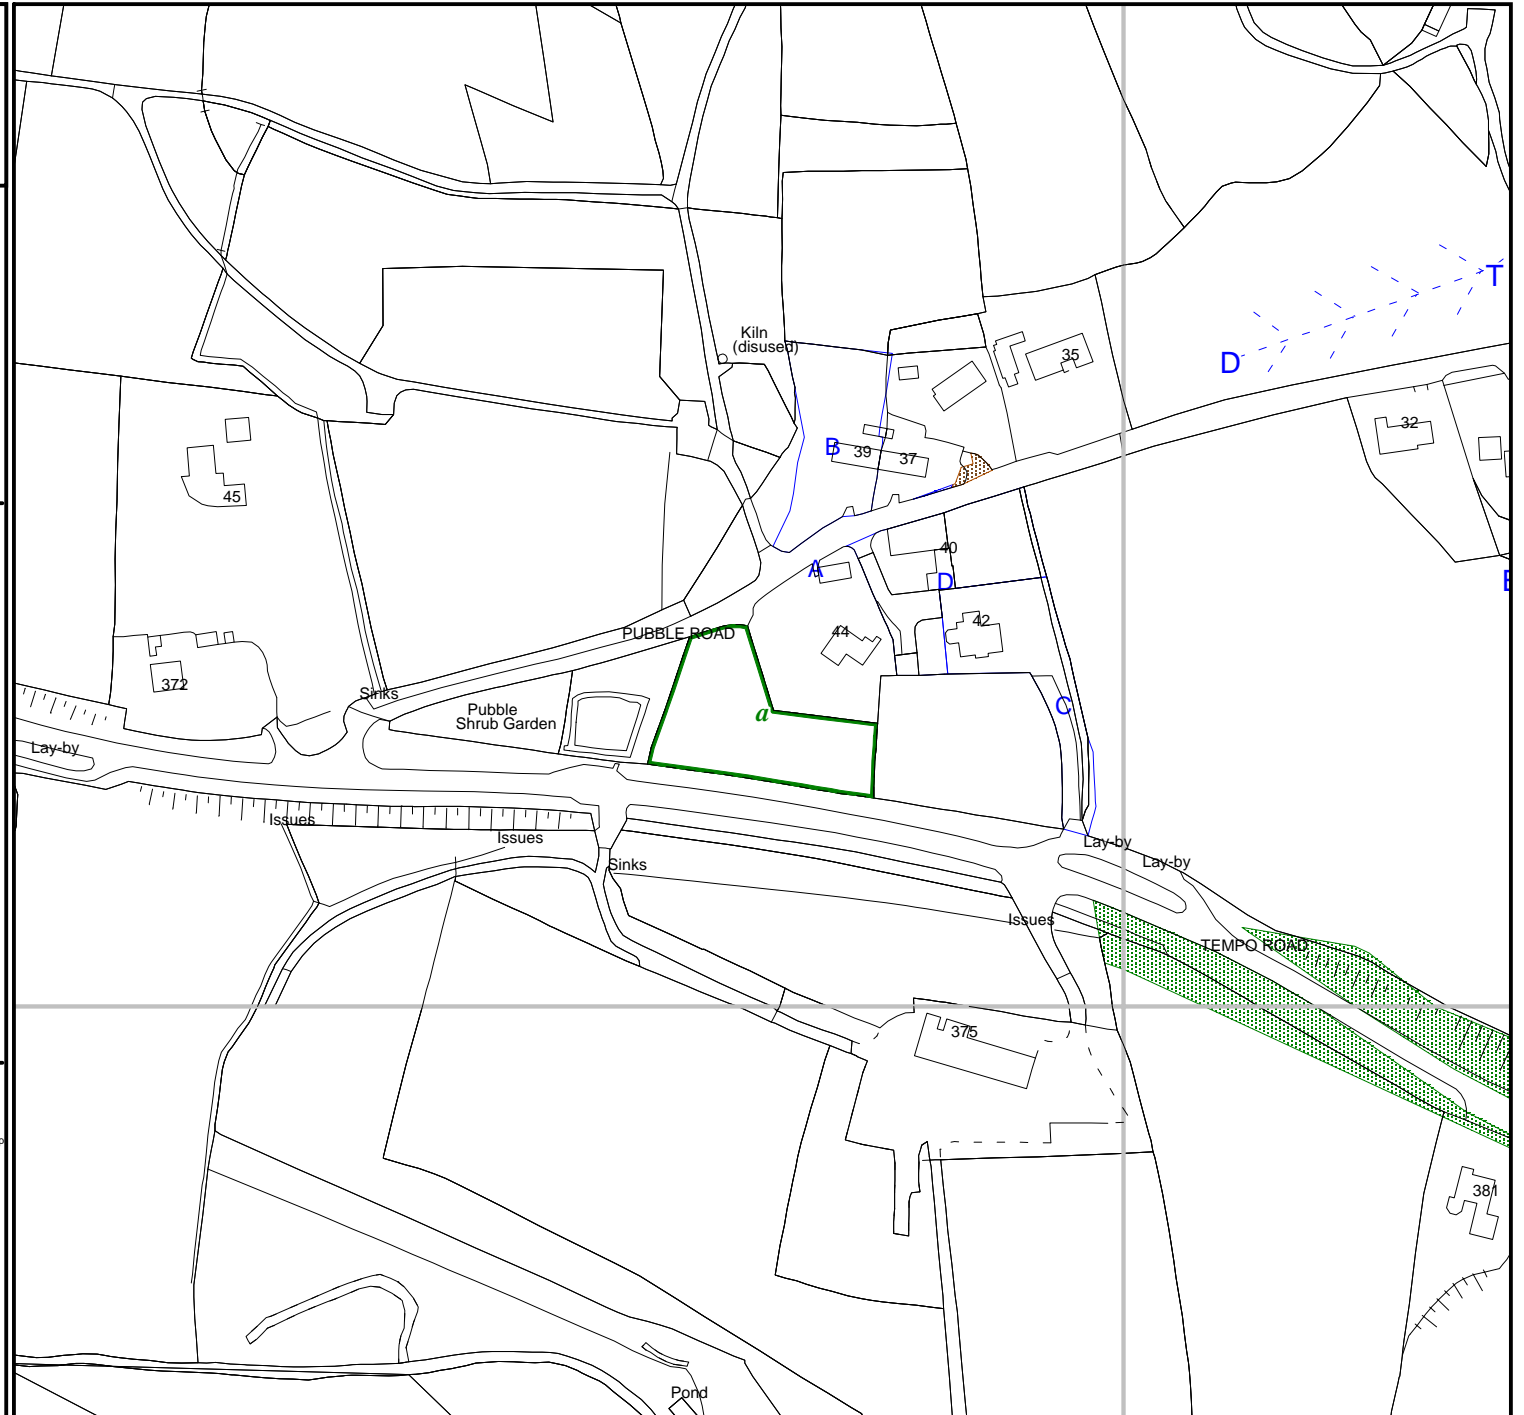 T
Kiln
(disused)
35
D
32
B
39
37
45
40
A
D
42
44
PUBBLE ROAD
372
Sinks
Pubble
Shrub Garden
a
C
Lay-by
Issues
Issues
Lay-by
Lay-by
Sinks
Issues
TEMPO ROAD
375
381
Pond